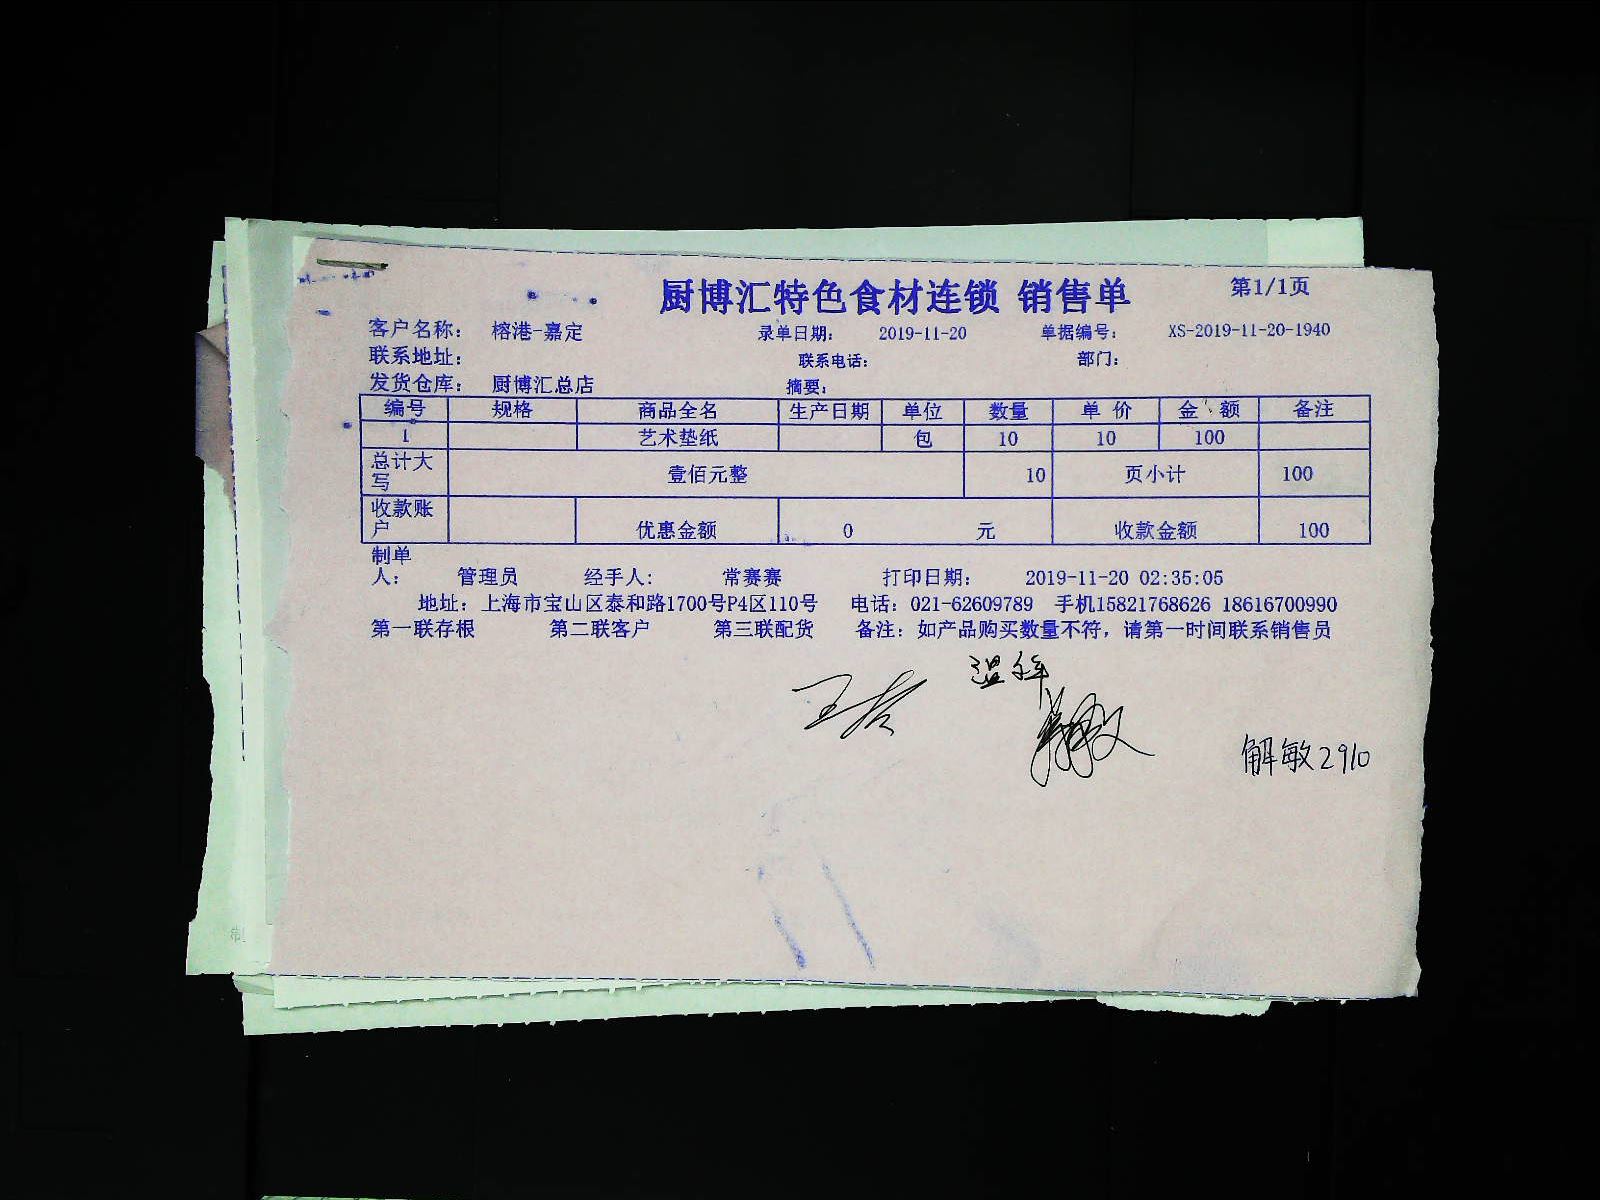 厨博汇特色食材连锁 销售单 第1/1页
客户名称： 榕港-嘉定 录单日期： 2019-11-20 单据编号： XS-2019-11-20-1940
联系地址： 联系电话： 部门：
发货仓库： 厨博汇总店 摘要：
编号 规格 商品全名 生产日期 单位 数量 单 价 金 额 备注
1 艺术垫纸 包 10 10 100
总计大写 壹佰元整 10 页小计 100
收款账户 优惠金额 0 元 收款金额 100
制单人： 管理员 经手人： 常赛赛 打印日期： 2019-11-20 02:35:05
地址：上海市宝山区泰和路1700号P4区110号 电话：021-62609789 手机15821768626 18616700990
第一联存根 第二联客户 第三联配货 备注：如产品购买数量不符，请第一时间联系销售员
解敏2910
制